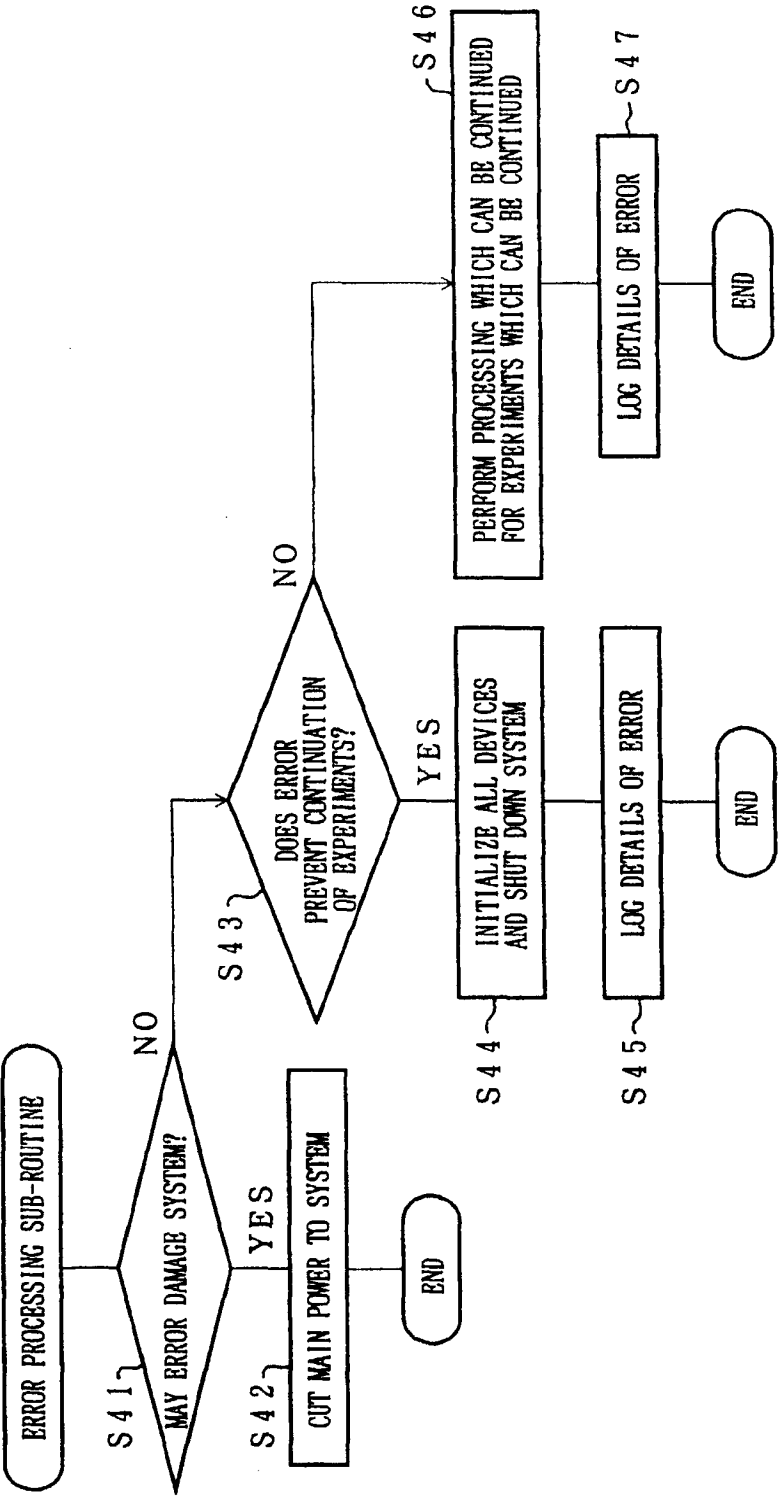 ERROR PROCESSING SUB-ROUTINE
S41
MAY ERROR DAMAGE SYSTEM?
NO
YES
S42
CUT MAIN POWER TO SYSTEM
END
S43
DOES ERROR
PREVENT CONTINUATION
OF EXPERIMENTS?
NO
YES
S44
INITIALIZE ALL DEVICES
AND SHUT DOWN SYSTEM
S45
LOG DETAILS OF ERROR
END
S46
PERFORM PROCESSING WHICH CAN BE CONTINUED
FOR EXPERIMENTS WHICH CAN BE CONTINUED
S47
LOG DETAILS OF ERROR
END